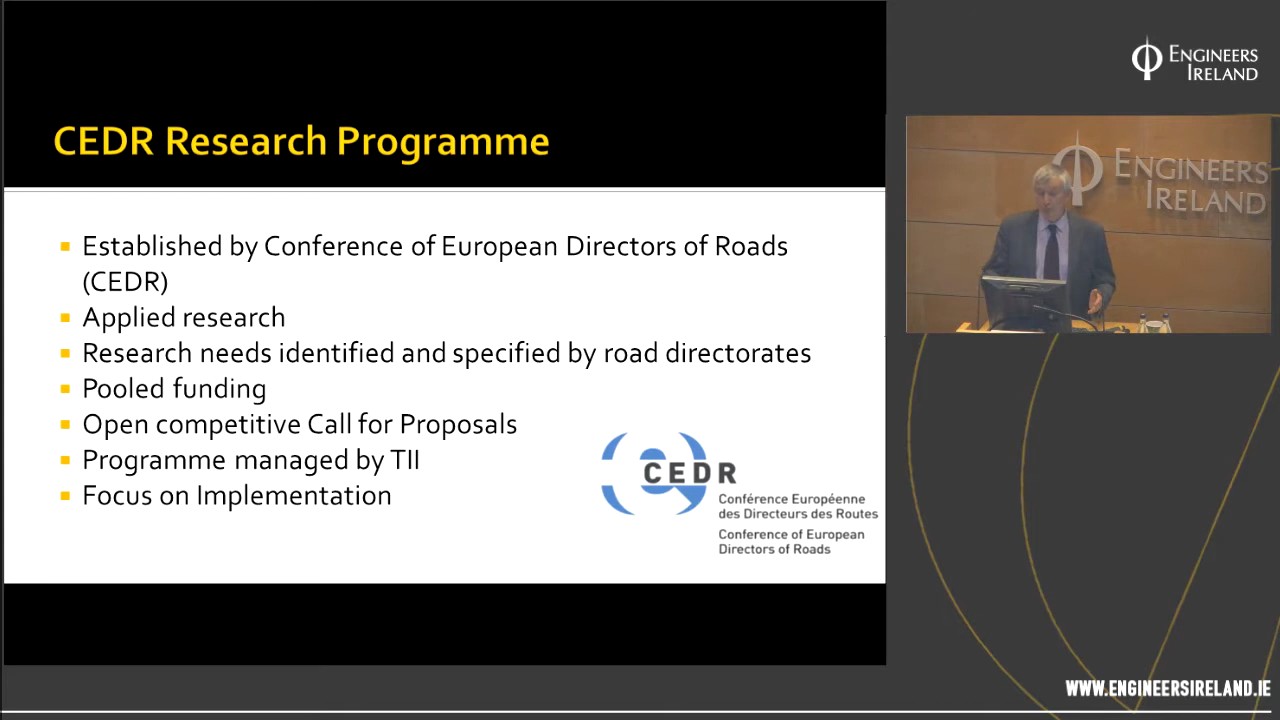 CEDR Research Programme
Established by Conference of European Directors of Roads
(CEDR)
Applied research
Research needs identified and specified by road directorates
Pooled funding
Open competitive Call for Proposals
Programme managed by TII
Focus on Implementation
CEDR
Conférence Européenne
des Directeurs des Routes
Conference of European
Directors of Roads
ENGINEERS
IRELAND
ENGINEERS
IRELAND
WWW.ENGINEERSIRELAND.IE